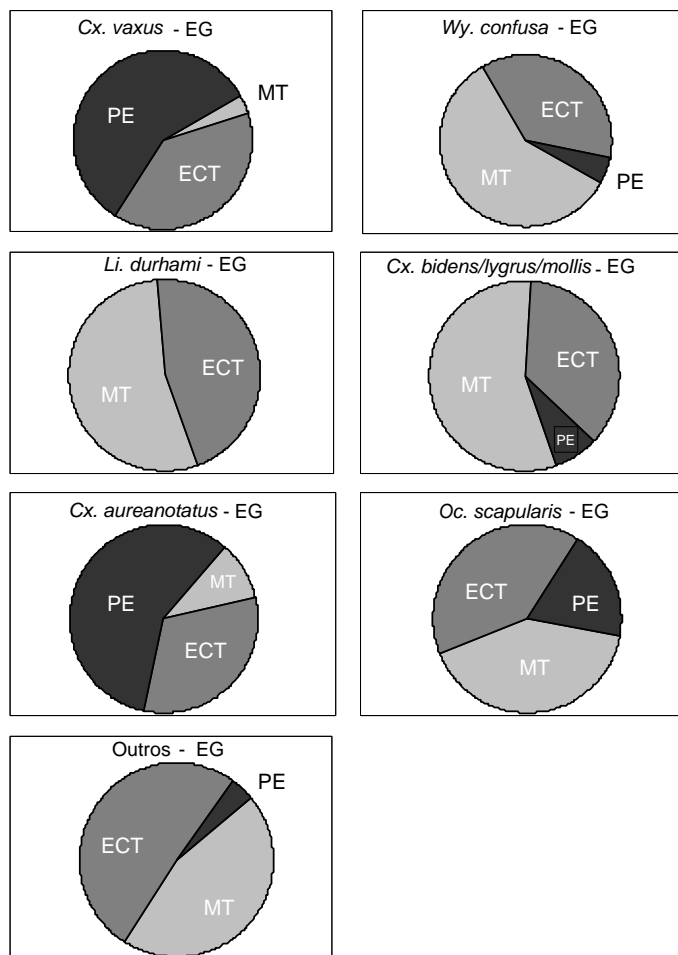 Cx. vaxus - EG
PE
MT
ECT
Wy. confusa - EG
ECT
MT
PE
Li. durhami - EG
MT
ECT
Cx. bidens/lygrus/mollis - EG
ECT
MT
PE
Cx. aureanotatus - EG
PE
MT
ECT
Oc. scapularis - EG
ECT
PE
MT
Outros - EG
PE
ECT
MT